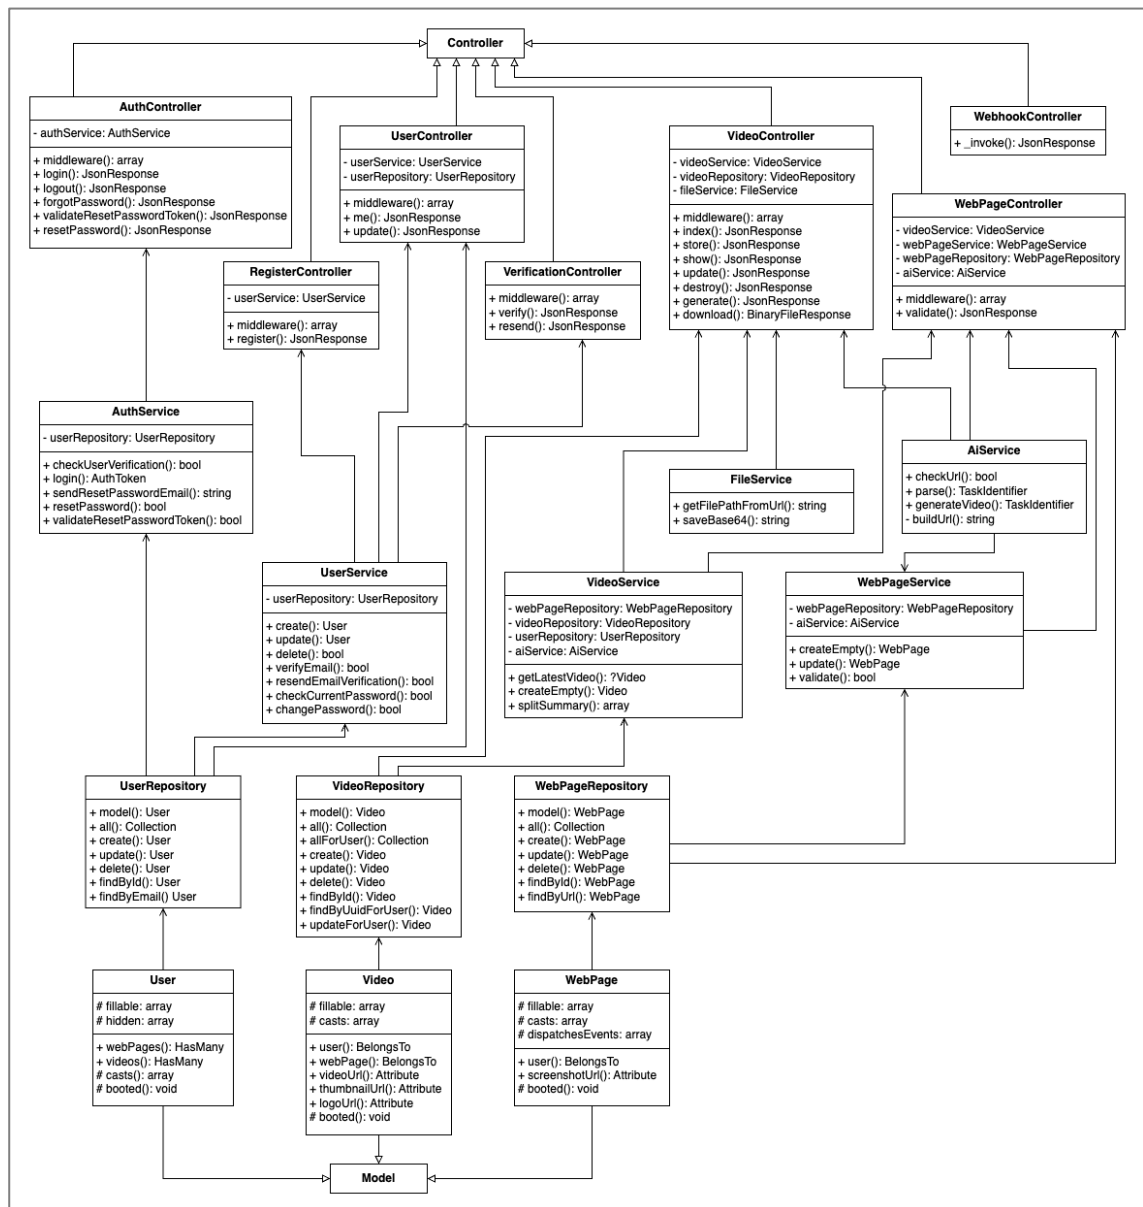 Controller
AuthController
- authService: AuthService
+ middleware(): array
+ login(): JsonResponse
+ logout(): JsonResponse
+ forgotPassword(): JsonResponse
+ validateResetPasswordToken(): JsonResponse
+ resetPassword(): JsonResponse
UserController
- userService: UserService
- userRepository: UserRepository
+ middleware(): array
+ me(): JsonResponse
+ update(): JsonResponse
VideoController
- videoService: VideoService
- videoRepository: VideoRepository
- fileService: FileService
+ middleware(): array
+ index(): JsonResponse
+ store(): JsonResponse
+ show(): JsonResponse
+ update(): JsonResponse
+ destroy(): JsonResponse
+ generate(): JsonResponse
+ download(): BinaryFileResponse
WebhookController
+ _invoke(): JsonResponse
WebPageController
- videoService: VideoService
- webPageService: WebPageService
- webPageRepository: WebPageRepository
- aiService: AiService
+ middleware(): array
+ validate(): JsonResponse
RegisterController
- userService: UserService
+ middleware(): array
+ register(): JsonResponse
VerificationController
+ middleware(): array
+ verify(): JsonResponse
+ resend(): JsonResponse
AuthService
- userRepository: UserRepository
+ checkUserVerification(): bool
+ login(): AuthToken
+ sendResetPasswordEmail(): string
+ resetPassword(): bool
+ validateResetPasswordToken(): bool
FileService
+ getFilePathFromUrl(): string
+ saveBase64(): string
AiService
+ checkUrl(): bool
+ parse(): TaskIdentifier
+ generateVideo(): TaskIdentifier
- buildUrl(): string
UserService
- userRepository: UserRepository
+ create(): User
+ update(): User
+ delete(): bool
+ verifyEmail(): bool
+ resendEmailVerification(): bool
+ checkCurrentPassword(): bool
+ changePassword(): bool
VideoService
- webPageRepository: WebPageRepository
- videoRepository: VideoRepository
- userRepository: UserRepository
- aiService: AiService
+ getLatestVideo(): ?Video
+ createEmpty(): Video
+ splitSummary(): array
WebPageService
- webPageRepository: WebPageRepository
- aiService: AiService
+ createEmpty(): WebPage
+ update(): WebPage
+ validate(): bool
UserRepository
+ model(): User
+ all(): Collection
+ create(): User
+ update(): User
+ delete(): User
+ findById(): User
+ findByEmail() User
VideoRepository
+ model(): Video
+ all(): Collection
+ allForUser(): Collection
+ create(): Video
+ update(): Video
+ delete(): Video
+ findById(): Video
+ findByUuidForUser(): Video
+ updateForUser(): Video
WebPageRepository
+ model(): WebPage
+ all(): Collection
+ create(): WebPage
+ update(): WebPage
+ delete(): WebPage
+ findById(): WebPage
+ findByUrl(): WebPage
User
# fillable: array
# hidden: array
+ webPages(): HasMany
+ videos(): HasMany
# casts(): array
# booted(): void
Video
# fillable: array
# casts: array
+ user(): BelongsTo
+ webPage(): BelongsTo
+ videoUrl(): Attribute
+ thumbnailUrl(): Attribute
+ logoUrl(): Attribute
# booted(): void
WebPage
# fillable: array
# casts: array
# dispatchesEvents: array
+ user(): BelongsTo
+ screenshotUrl(): Attribute
# booted(): void
Model